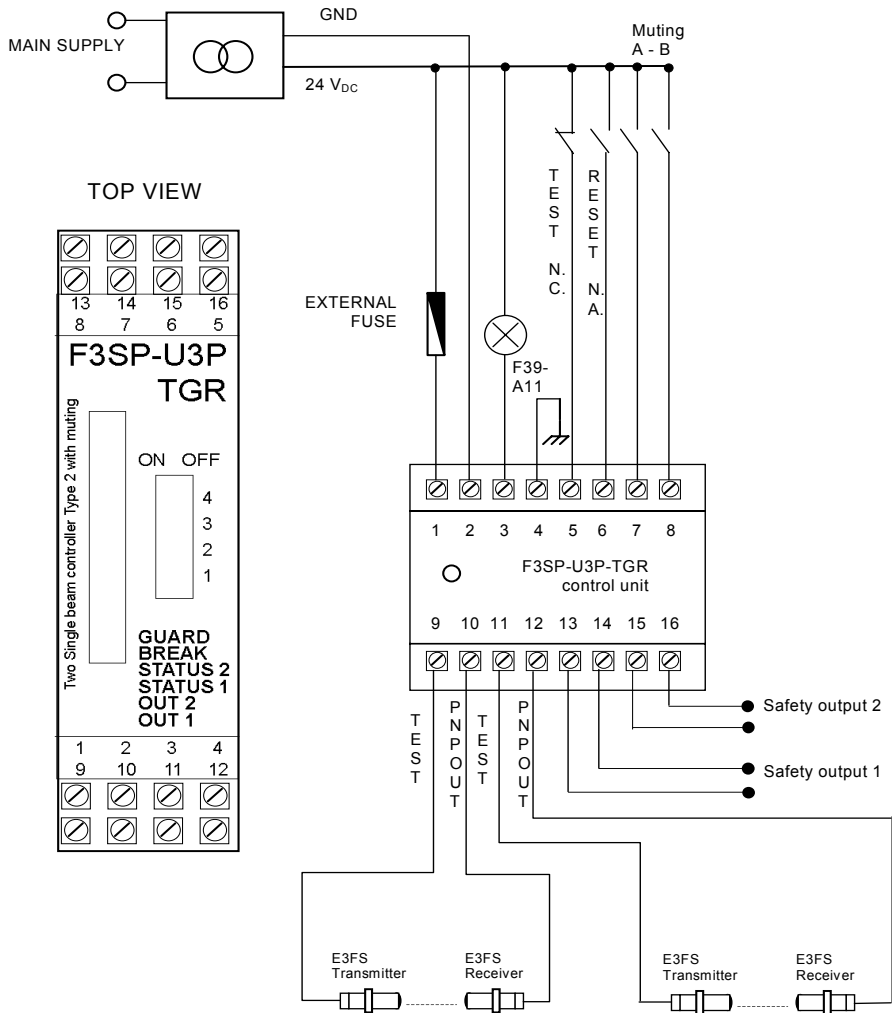 GND
MAIN SUPPLY
24 VDC
Muting
A - B
TOP VIEW
13 14 15 16
8 7 6 5
F3SP-U3P
TGR
Two Single beam controller Type 2 with muting
ON OFF
4
3
2
1
GUARD
BREAK
STATUS 2
STATUS 1
OUT 2
OUT 1
1 2 3 4
9 10 11 12
EXTERNAL
FUSE
F39-
A11
TEST N.C.
RESET N.A.
1 2 3 4 5 6 7 8
F3SP-U3P-TGR
control unit
9 10 11 12 13 14 15 16
TEST
PNPOUT
TEST
PNPOUT
Safety output 2
Safety output 1
E3FS
Transmitter
E3FS
Receiver
E3FS
Transmitter
E3FS
Receiver